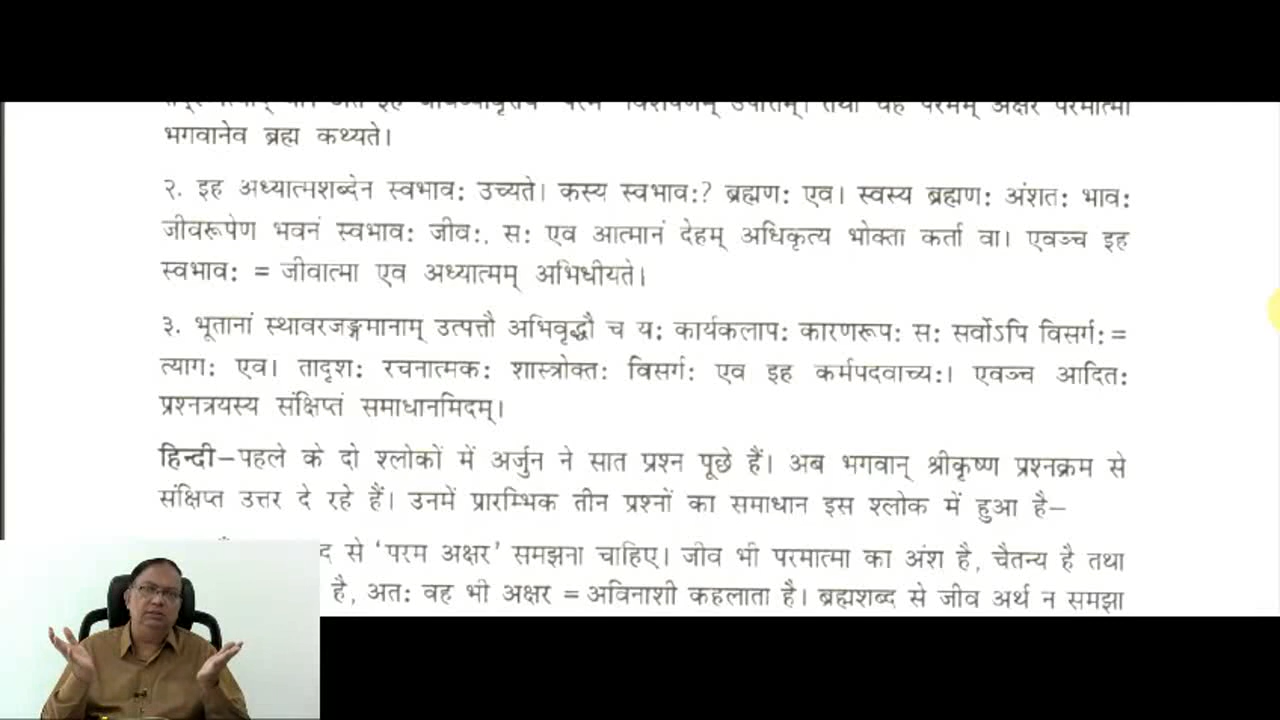 परमम् अक्षरं परमात्मा
भगवानेव ब्रह्म कथ्यते।
२. इह अध्यात्मशब्देन स्वभावः उच्यते। कस्य स्वभावः? ब्रह्मणः एव। स्वस्य ब्रह्मणः अंशतः भावः
जीवरूपेण भवनं स्वभावः जीवः, सः एव आत्मानं देहम् अधिकृत्य भोक्ता कर्ता वा। एवञ्च इह
स्वभावः = जीवात्मा एव अध्यात्मम् अभिधीयते।
३. भूतानां स्थावरजङ्गमानाम् उत्पत्तौ अभिवृद्धौ च यः कार्यकलापः कारणरूपः सः सर्वोऽपि विसर्गः =
त्यागः एव। तादृशः रचनात्मकः शास्त्रोक्तः विसर्गः एव इह कर्मपदवाच्यः। एवञ्च आदितः
प्रश्नत्रयस्य संक्षिप्तं समाधानमिदम्।
हिन्दी–पहले के दो श्लोकों में अर्जुन ने सात प्रश्न पूछे हैं। अब भगवान् श्रीकृष्ण प्रश्नक्रम से
संक्षिप्त उत्तर दे रहे हैं। उनमें प्रारम्भिक तीन प्रश्नों का समाधान इस श्लोक में हुआ है–
से ‘परम अक्षर’ समझना चाहिए। जीव भी परमात्मा का अंश है, चैतन्य है तथा
है, अतः वह भी अक्षर = अविनाशी कहलाता है। ब्रह्मशब्द से जीव अर्थ न समझा